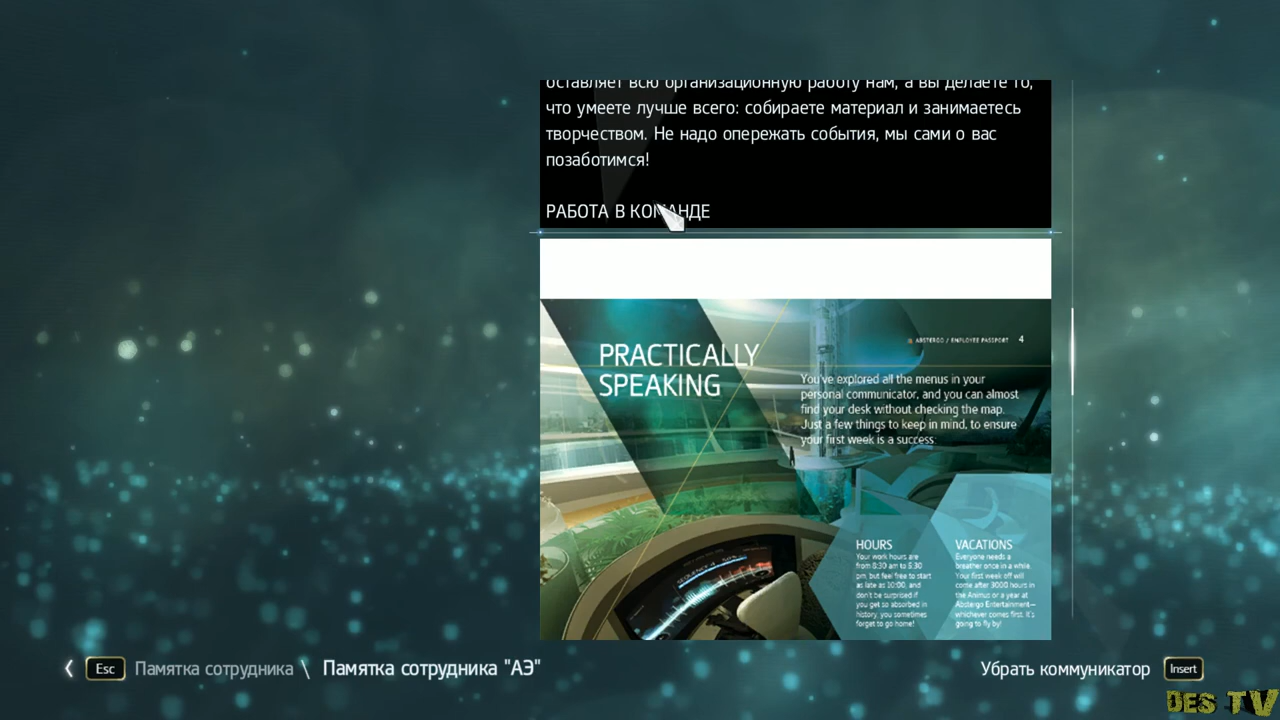 оставляет всю организационную работу нам, а вы делаете то,
что умеете лучше всего: собираете материал и занимаетесь
творчеством. Не надо опережать события, мы сами о вас
позаботимся!
РАБОТА В КОМАНДЕ
PRACTICALLY
SPEAKING
ABSTERGO / EMPLOYEE PASSPORT 4
You've explored all the menus in your
personal communicator, and you can almost
find your desk without checking the map.
Just a few things to keep in mind, to ensure
your first week is a success:
HOURS
Your work hours are
from 8:30 am to 5:30
pm, but feel free to start
as late as 10:00, and
don't be surprised if
you get so absorbed in
history, you sometimes
forget to go home!
VACATIONS
Everyone needs a
breather once in a while.
Your first week off will
come after 3000 hours in
the Animus or a year at
Abstergo Entertainment—
whichever comes first. It's
going to fly by!
Esc Памятка сотрудника \ Памятка сотрудника "АЭ"
Убрать коммуникатор Insert
DES TV